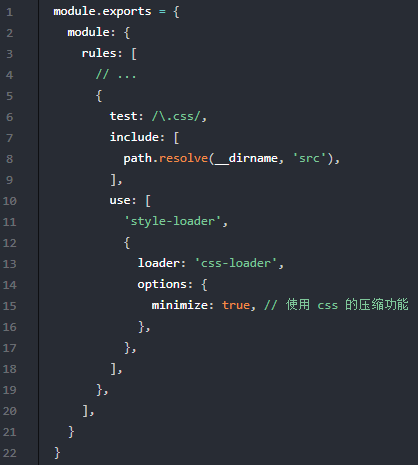 1 module.exports = {
2   module: {
3     rules: [
4       // ...
5       {
6         test: /\.css/,
7         include: [
8           path.resolve(__dirname, 'src'),
9         ],
10         use: [
11           'style-loader',
12           {
13             loader: 'css-loader',
14             options: {
15               minimize: true, // 使用 css 的压缩功能
16             },
17           },
18         ],
19       },
20     ],
21   }
22 }